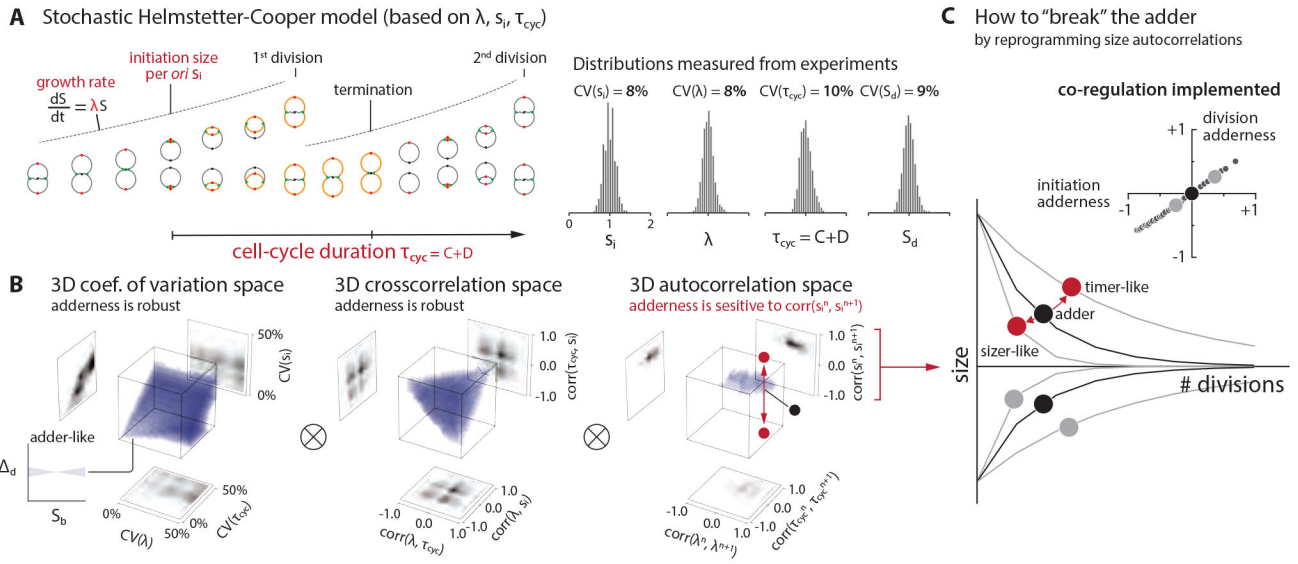 A Stochastic Helmstetter-Cooper model (based on λ, sᵢ, τcyc)
growth rate
dS/dt = λS
initiation size
per ori sᵢ
1st division
termination
2nd division
cell-cycle duration τcyc = C+D
Distributions measured from experiments
CV(sᵢ) = 8% CV(λ) = 8% CV(τcyc) = 10% CV(Sd) = 9%
0 1 2
sᵢ λ τcyc = C+D Sd
B 3D coef. of variation space
adderness is robust
50%
CV(sᵢ)
0%
adder-like
Δd
Sb
0%
50%
CV(λ)
0%
50%
CV(τcyc)
3D crosscorrelation space
adderness is robust
1.0
0.0
-1.0
corr(τcyc, sᵢ)
-1.0
0.0
1.0
corr(λ, τcyc)
-1.0
0.0
1.0
corr(λ, sᵢ)
3D autocorrelation space
adderness is sesitive to corr(sᵢⁿ, sᵢⁿ⁺¹)
1.0
0.0
-1.0
corr(sᵢⁿ, sᵢⁿ⁺¹)
-1.0
0.0
1.0
corr(λⁿ, λⁿ⁺¹)
-1.0
0.0
1.0
corr(τcycⁿ, τcycⁿ⁺¹)
C How to “break” the adder
by reprogramming size autocorrelations
co-regulation implemented
division
adderness
+1
initiation
adderness
-1
+1
-1
timer-like
adder
sizer-like
size
# divisions